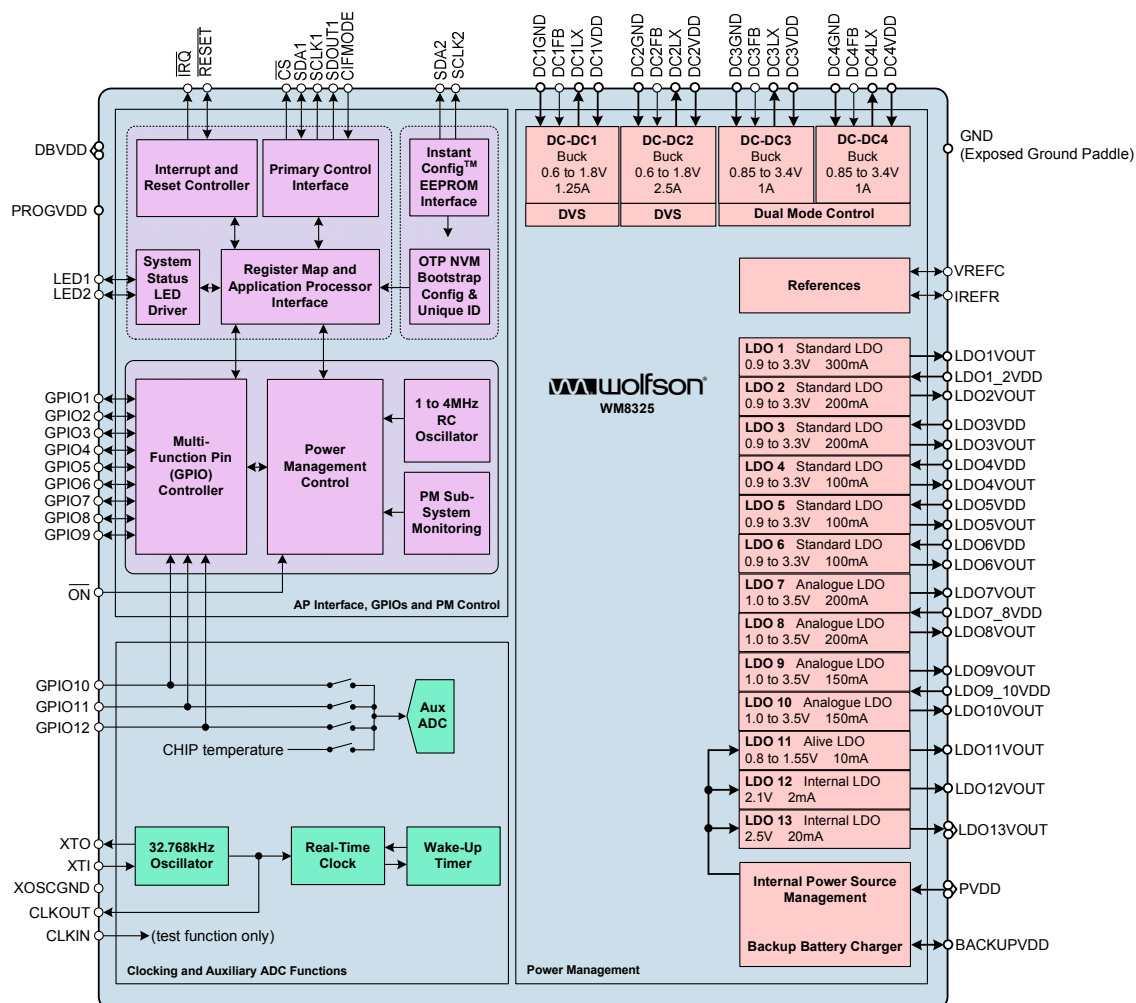 IRQ
RESET
CS
SDA1
SCLK1
SDOUT1
CIFMODE
SDA2
SCLK2
DC1GND
DC1FB
DC1LX
DC1VDD
DC2GND
DC2FB
DC2LX
DC2VDD
DC3GND
DC3FB
DC3LX
DC3VDD
DC4GND
DC4FB
DC4LX
DC4VDD
DBVDD
PROGVDD
LED1
LED2
Interrupt and
Reset Controller
Primary Control
Interface
Instant
Config™
EEPROM
Interface
System
Status
LED
Driver
Register Map and
Application Processor
Interface
OTP NVM
Bootstrap
Config &
Unique ID
GPIO1
GPIO2
GPIO3
GPIO4
GPIO5
GPIO6
GPIO7
GPIO8
GPIO9
Multi-
Function Pin
(GPIO)
Controller
Power
Management
Control
1 to 4MHz
RC
Oscillator
PM Sub-
System
Monitoring
ON
AP Interface, GPIOs and PM Control
GPIO10
GPIO11
GPIO12
CHIP temperature
Aux
ADC
XTO
XTI
XOSCGND
CLKOUT
CLKIN
32.768kHz
Oscillator
Real-Time
Clock
Wake-Up
Timer
(test function only)
Clocking and Auxiliary ADC Functions
DC-DC1
Buck
0.6 to 1.8V
1.25A
DVS
DC-DC2
Buck
0.6 to 1.8V
2.5A
DVS
DC-DC3
Buck
0.85 to 3.4V
1A
DC-DC4
Buck
0.85 to 3.4V
1A
Dual Mode Control
GND
(Exposed Ground Paddle)
References
VREFC
IREFR
wolfson®
WM8325
LDO 1 Standard LDO
0.9 to 3.3V 300mA
LDO 2 Standard LDO
0.9 to 3.3V 200mA
LDO 3 Standard LDO
0.9 to 3.3V 200mA
LDO 4 Standard LDO
0.9 to 3.3V 100mA
LDO 5 Standard LDO
0.9 to 3.3V 100mA
LDO 6 Standard LDO
0.9 to 3.3V 100mA
LDO 7 Analogue LDO
1.0 to 3.5V 200mA
LDO 8 Analogue LDO
1.0 to 3.5V 200mA
LDO 9 Analogue LDO
1.0 to 3.5V 150mA
LDO 10 Analogue LDO
1.0 to 3.5V 150mA
LDO 11 Alive LDO
0.8 to 1.55V 10mA
LDO 12 Internal LDO
2.1V 2mA
LDO 13 Internal LDO
2.5V 20mA
LDO1VOUT
LDO1_2VDD
LDO2VOUT
LDO3VDD
LDO3VOUT
LDO4VDD
LDO4VOUT
LDO5VDD
LDO5VOUT
LDO6VDD
LDO6VOUT
LDO7VOUT
LDO7_8VDD
LDO8VOUT
LDO9VOUT
LDO9_10VDD
LDO10VOUT
LDO11VOUT
LDO12VOUT
LDO13VOUT
Internal Power Source
Management
Backup Battery Charger
PVDD
BACKUPVDD
Power Management